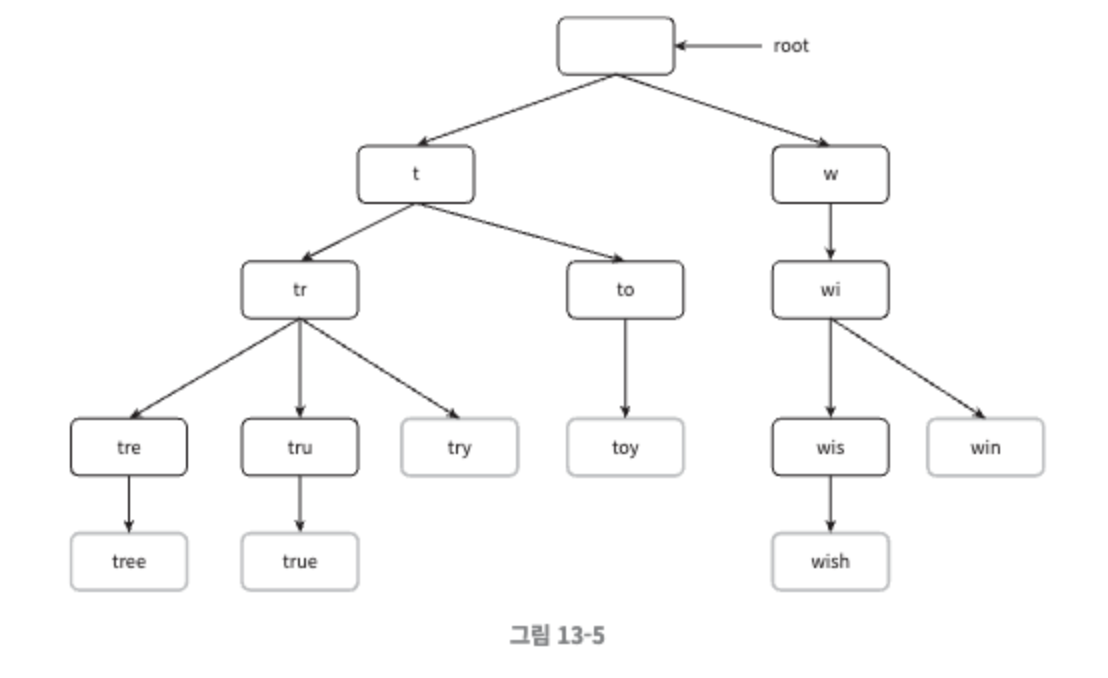 root
t
w
tr
to
wi
tre
tru
try
toy
wis
win
tree
true
wish
그림 13-5